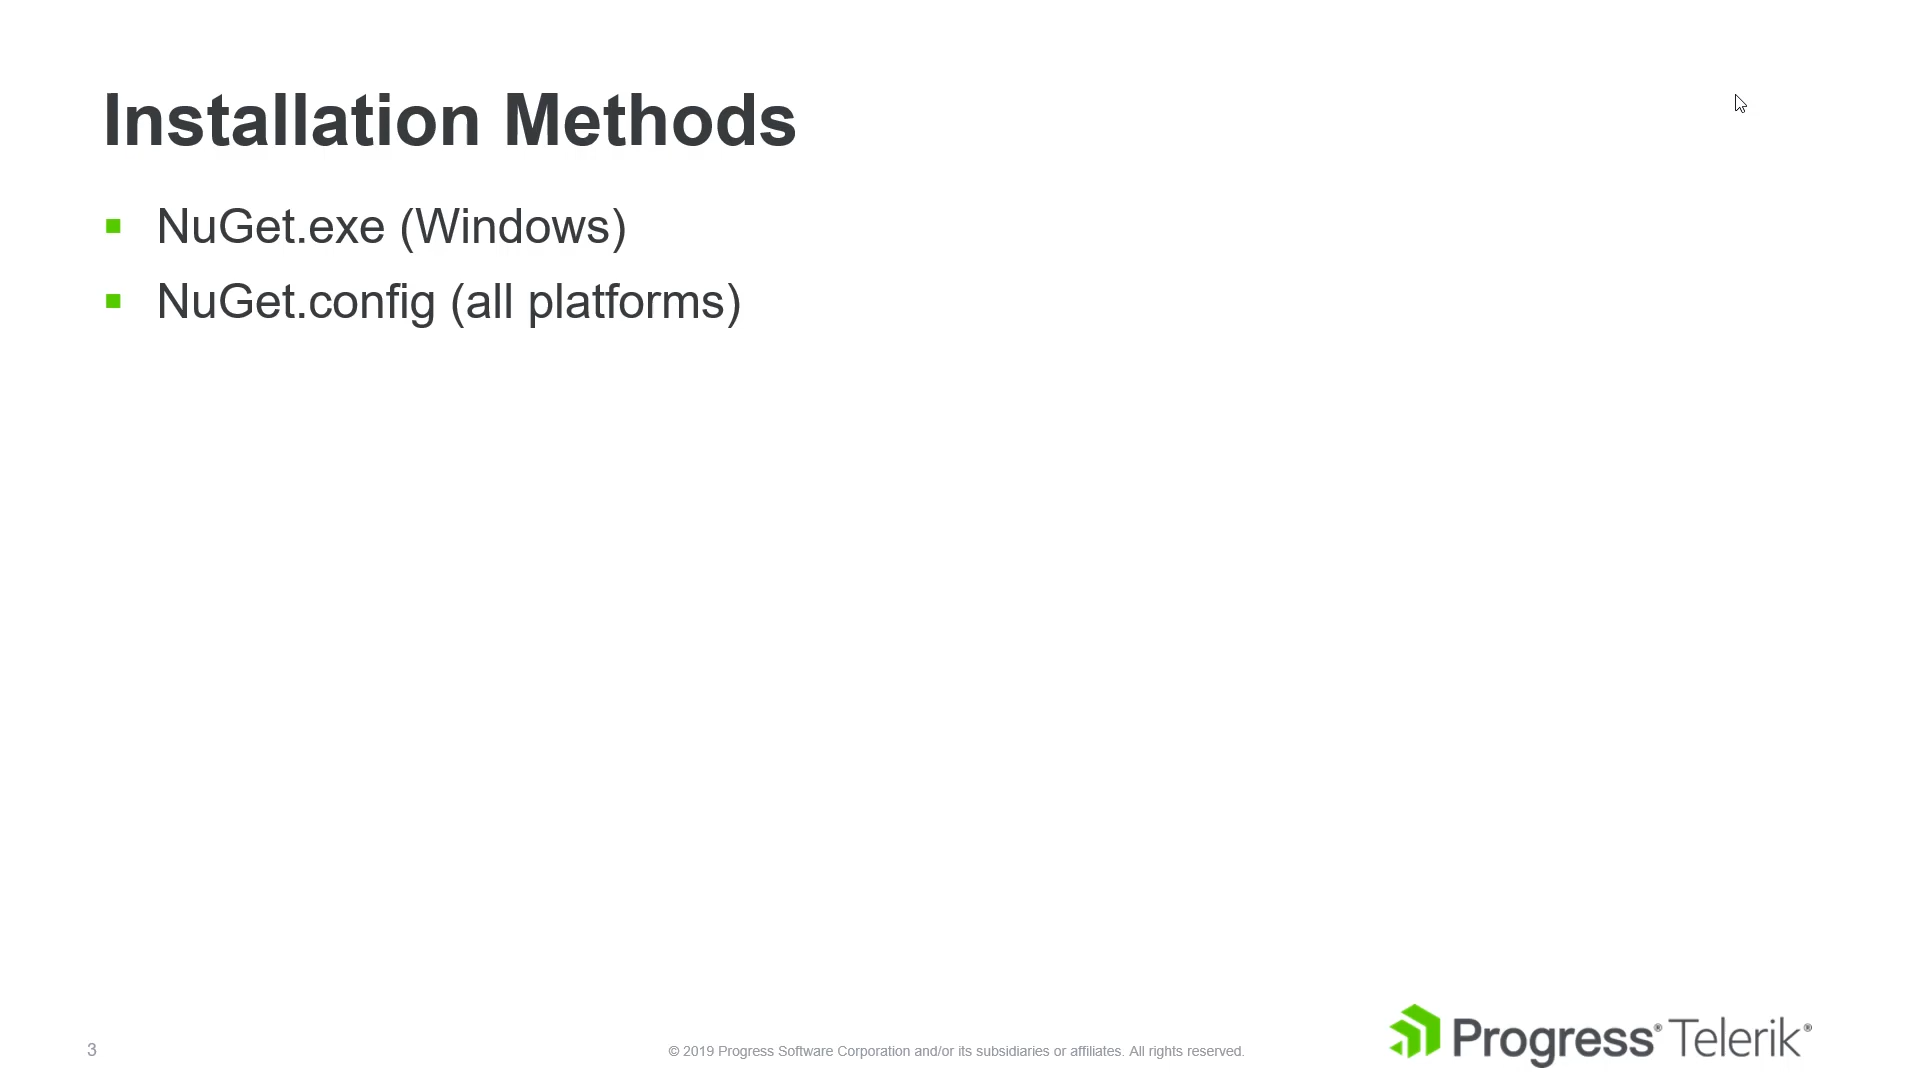 Installation Methods
NuGet.exe (Windows)
NuGet.config (all platforms)
3
© 2019 Progress Software Corporation and/or its subsidiaries or affiliates. All rights reserved.
Progress® Telerik®